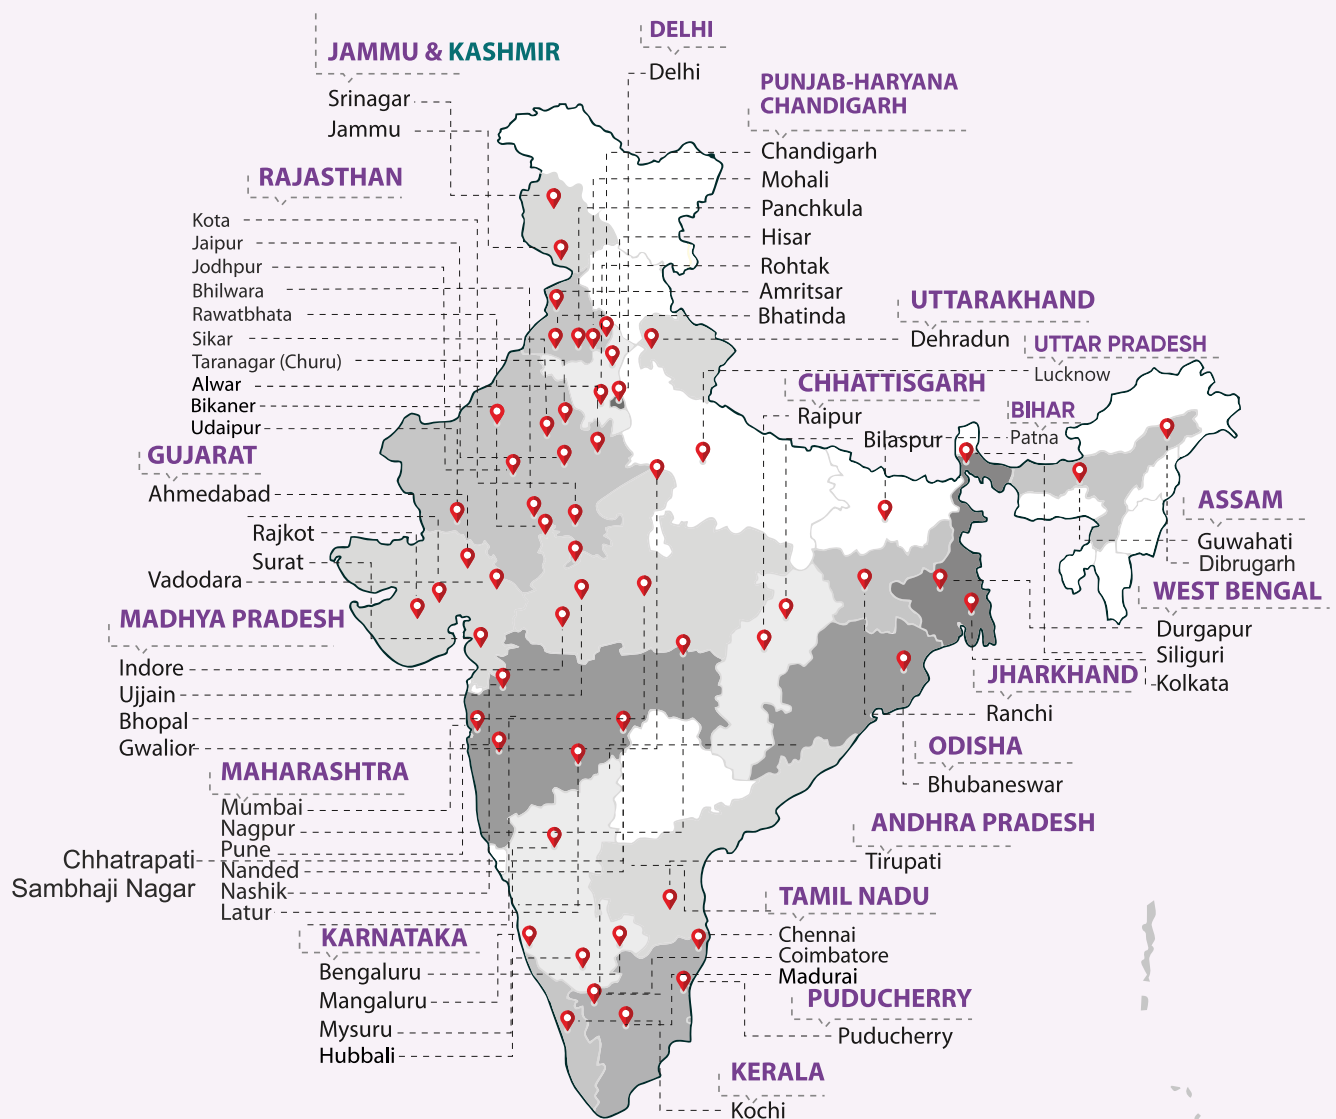 JAMMU & KASHMIR
Srinagar
Jammu
DELHI
Delhi
PUNJAB-HARYANA
CHANDIGARH
Chandigarh
Mohali
Panchkula
Hisar
Rohtak
Amritsar
Bhatinda
RAJASTHAN
Kota
Jaipur
Jodhpur
Bhilwara
Rawatbhata
Sikar
Taranagar (Churu)
Alwar
Bikaner
Udaipur
UTTARAKHAND
Dehradun
UTTAR PRADESH
Lucknow
CHHATTISGARH
Raipur
Bilaspur
BIHAR
Patna
GUJARAT
Ahmedabad
Rajkot
Surat
Vadodara
ASSAM
Guwahati
Dibrugarh
WEST BENGAL
Durgapur
Siliguri
Kolkata
MADHYA PRADESH
Indore
Ujjain
Bhopal
Gwalior
JHARKHAND
Ranchi
ODISHA
Bhubaneswar
MAHARASHTRA
Mumbai
Nagpur
Pune
Chhatrapati
Sambhaji Nagar
Nanded
Nashik
Latur
ANDHRA PRADESH
Tirupati
TAMIL NADU
Chennai
Coimbatore
Madurai
KARNATAKA
Bengaluru
Mangaluru
Mysuru
Hubbali
PUDUCHERRY
Puducherry
KERALA
Kochi